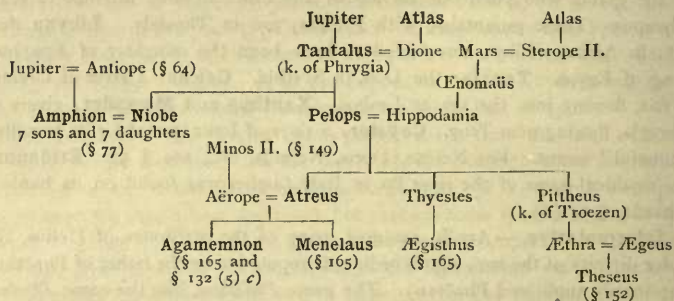 Jupiter Atlas Atlas
Tantalus = Dione Mars = Sterope II.
Jupiter = Antiope (§ 64) (k. of Phrygia)
Œnomaüs
Amphion = Niobe Pelops = Hippodamia
7 sons and 7 daughters
(§ 77) Minos II. (§ 149)
Aërope = Atreus Thyestes Pittheus
(k. of Troezen)
Agamemnon Menelaus Ægisthus Æthra = Ægeus
(§ 165 and (§ 165) (§ 165)
§ 132 (5) c) Theseus
(§ 152)